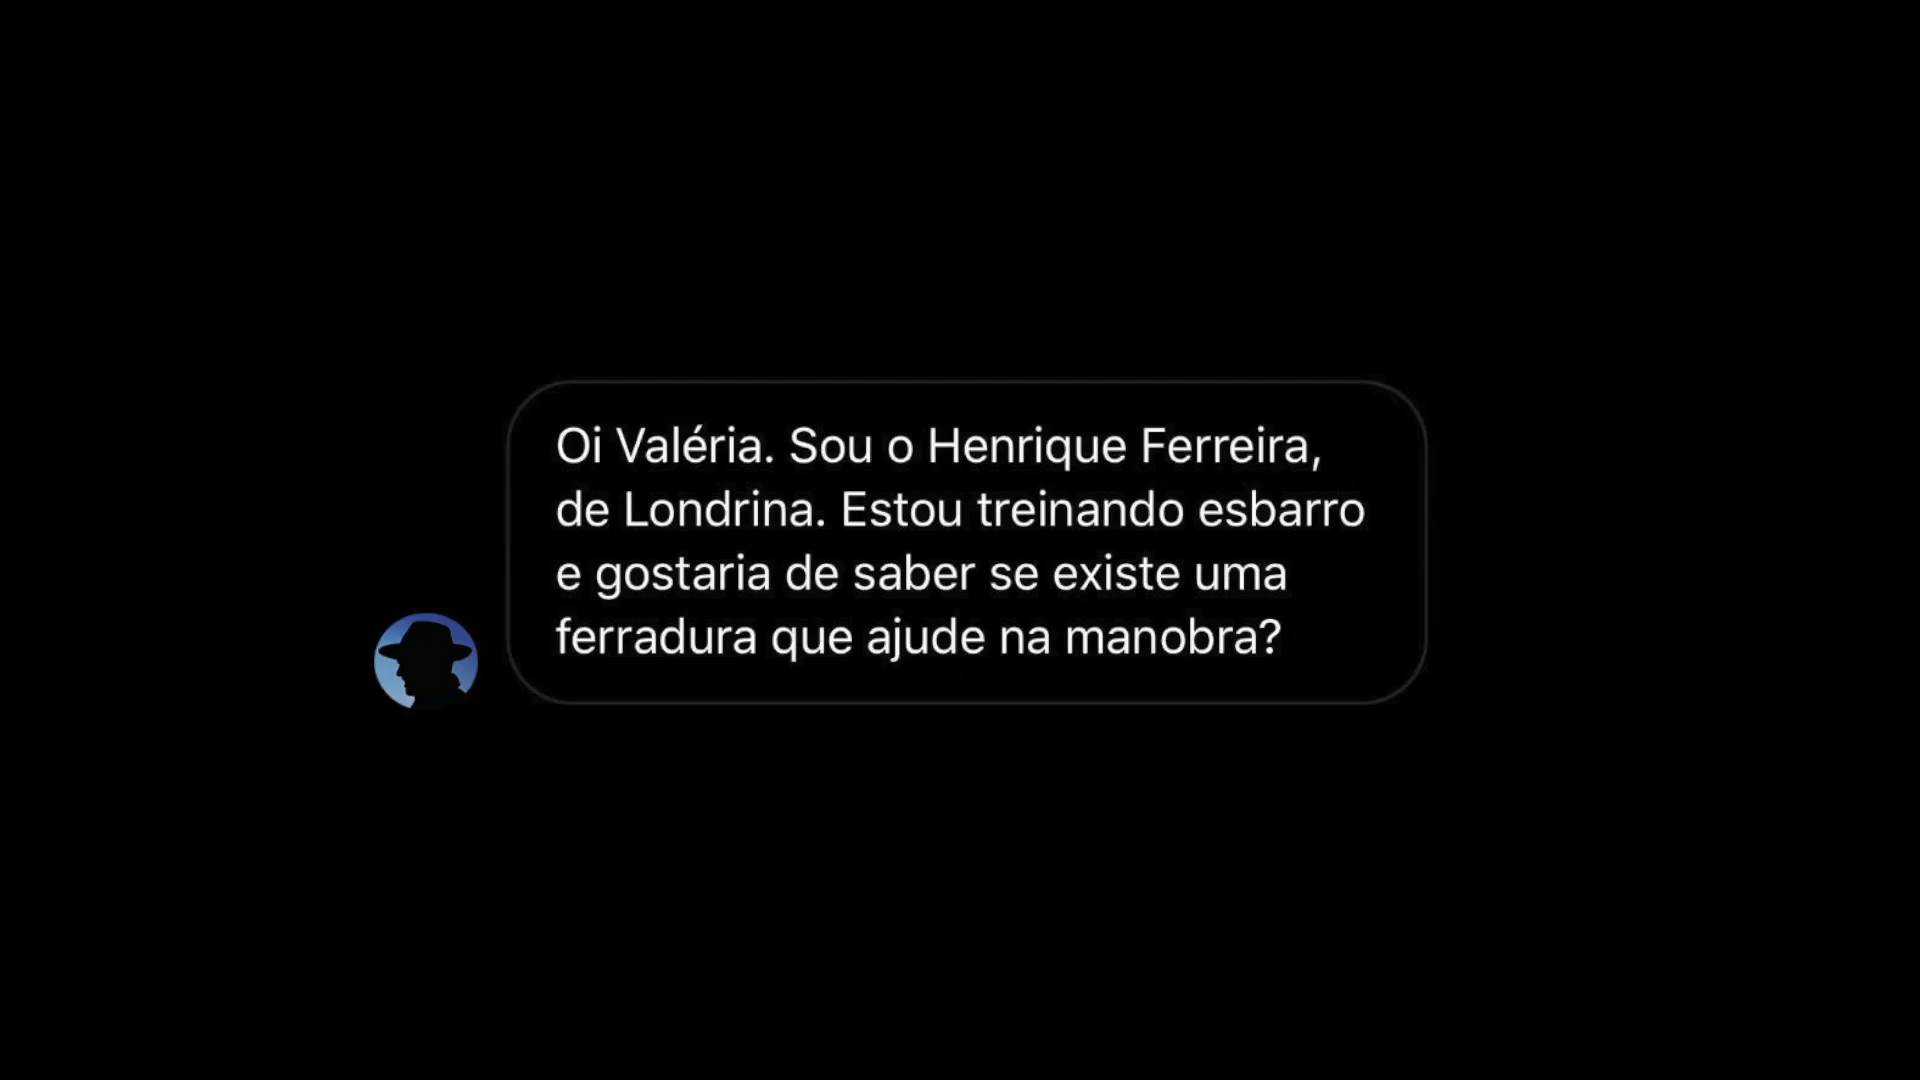 Oi Valéria. Sou o Henrique Ferreira,
de Londrina. Estou treinando esbarro
e gostaria de saber se existe uma
ferradura que ajude na manobra?